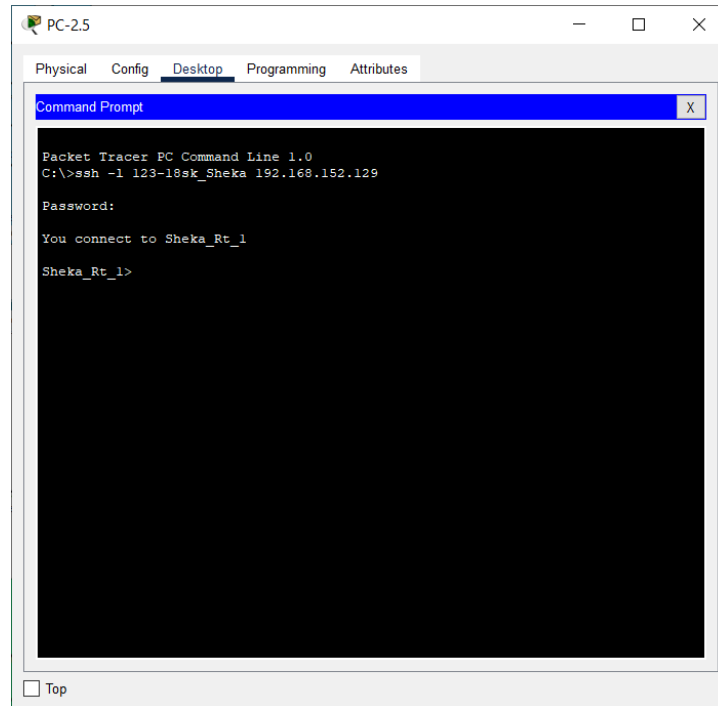 PC-2.5
Physical Config Desktop Programming Attributes
Command Prompt X
Packet Tracer PC Command Line 1.0
C:\>ssh -l 123-18sk_Sheka 192.168.152.129
Password:
You connect to Sheka_Rt_1
Sheka_Rt_1>
Top